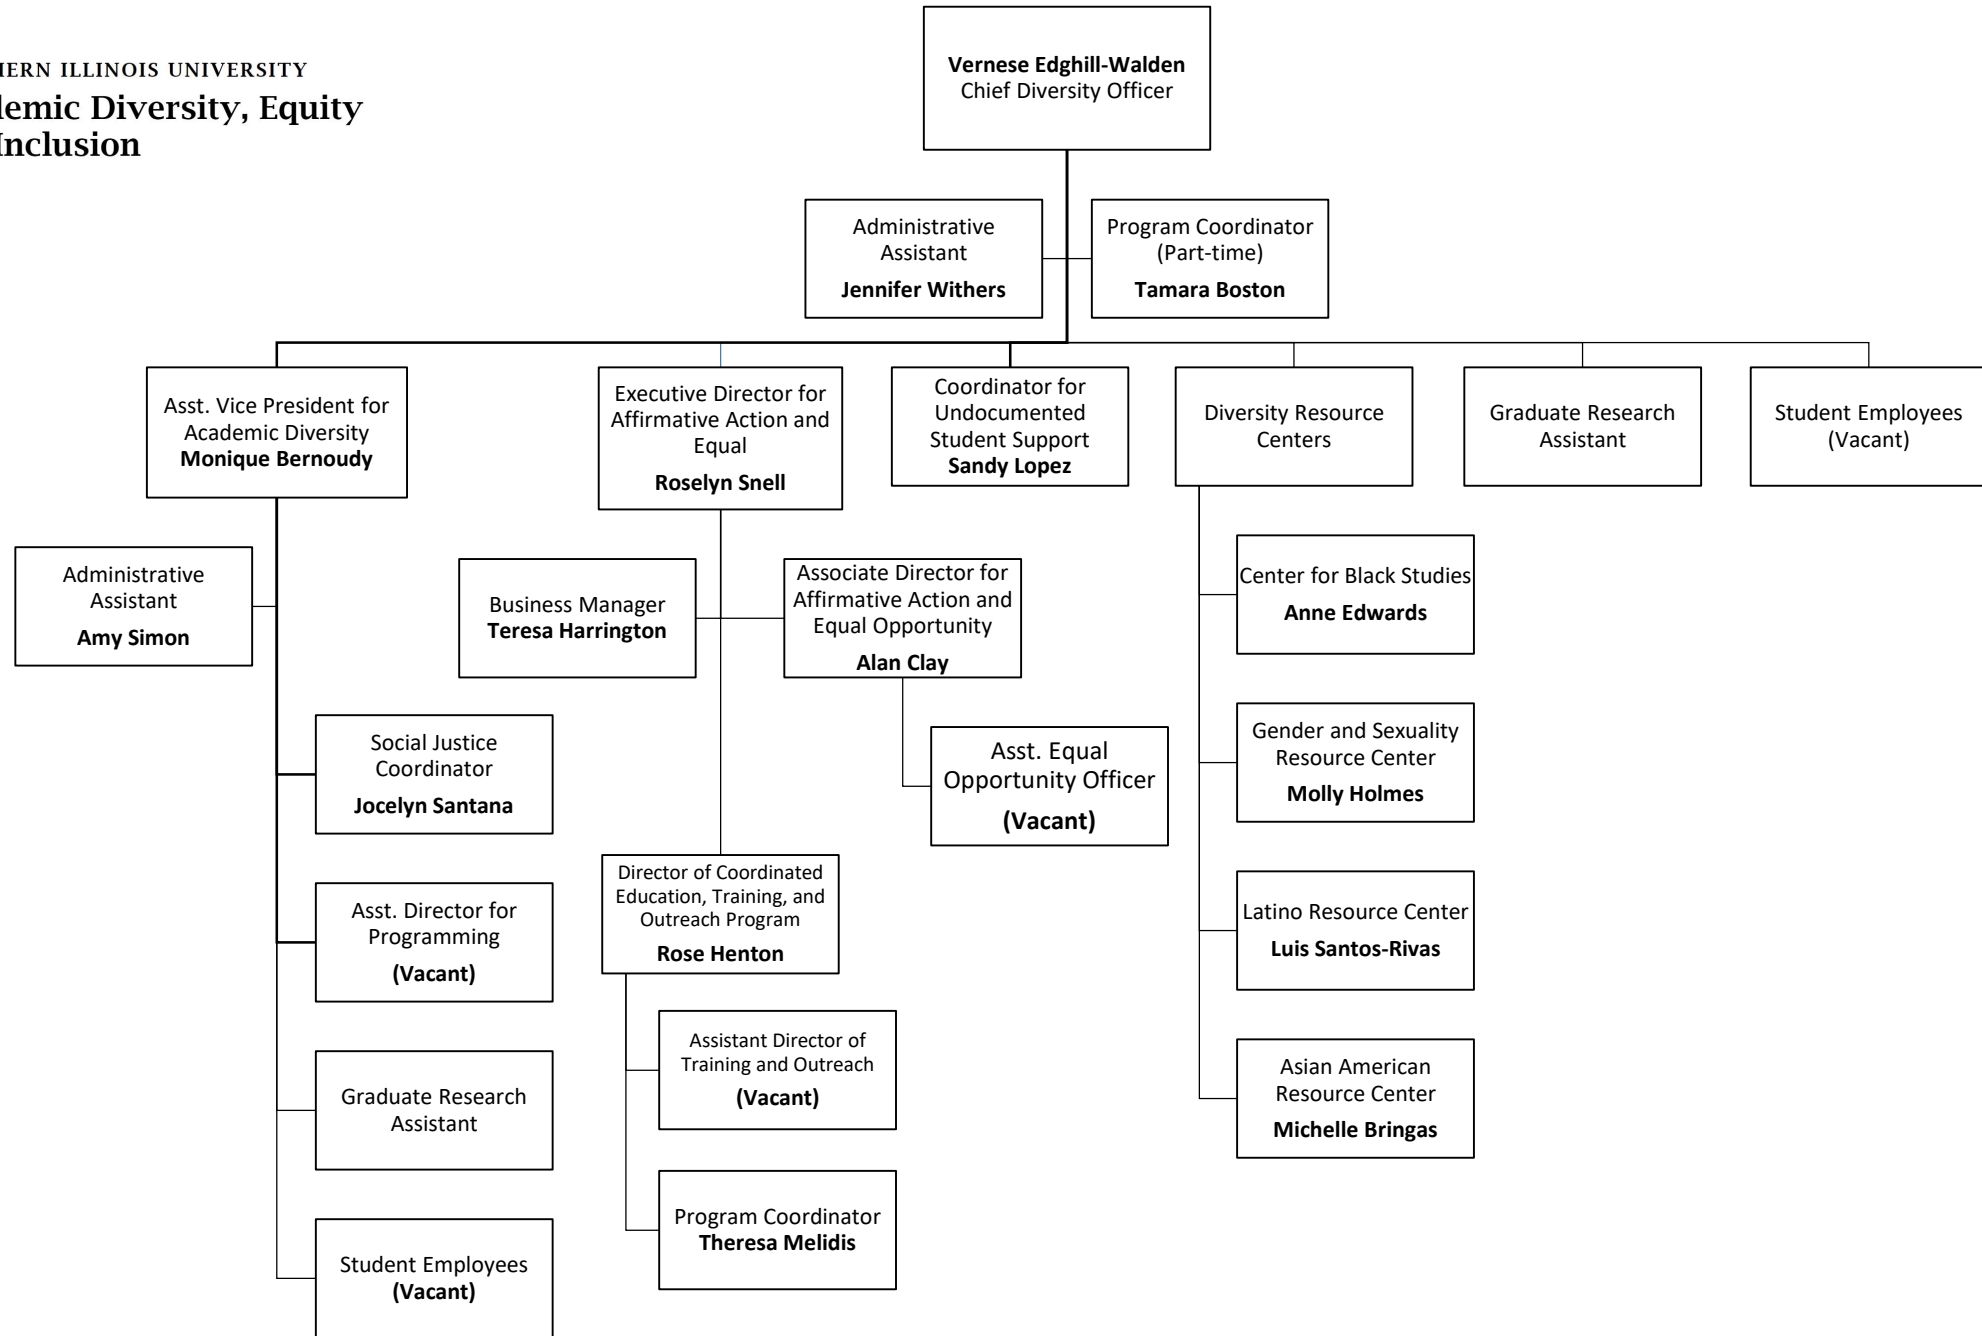 HERN ILLINOIS UNIVERSITY
demic Diversity, Equity
Inclusion
Vernese Edghill-Walden
Chief Diversity Officer
Administrative
Assistant
Jennifer Withers
Program Coordinator
(Part-time)
Tamara Boston
Asst. Vice President for
Academic Diversity
Monique Bernoudy
Executive Director for
Affirmative Action and
Equal
Roselyn Snell
Coordinator for
Undocumented
Student Support
Sandy Lopez
Diversity Resource
Centers
Graduate Research
Assistant
Student Employees
(Vacant)
Administrative
Assistant
Amy Simon
Business Manager
Teresa Harrington
Associate Director for
Affirmative Action and
Equal Opportunity
Alan Clay
Center for Black Studies
Anne Edwards
Social Justice
Coordinator
Jocelyn Santana
Asst. Equal
Opportunity Officer
(Vacant)
Gender and Sexuality
Resource Center
Molly Holmes
Asst. Director for
Programming
(Vacant)
Director of Coordinated
Education, Training, and
Outreach Program
Rose Henton
Latino Resource Center
Luis Santos-Rivas
Graduate Research
Assistant
Assistant Director of
Training and Outreach
(Vacant)
Asian American
Resource Center
Michelle Bringas
Student Employees
(Vacant)
Program Coordinator
Theresa Melidis